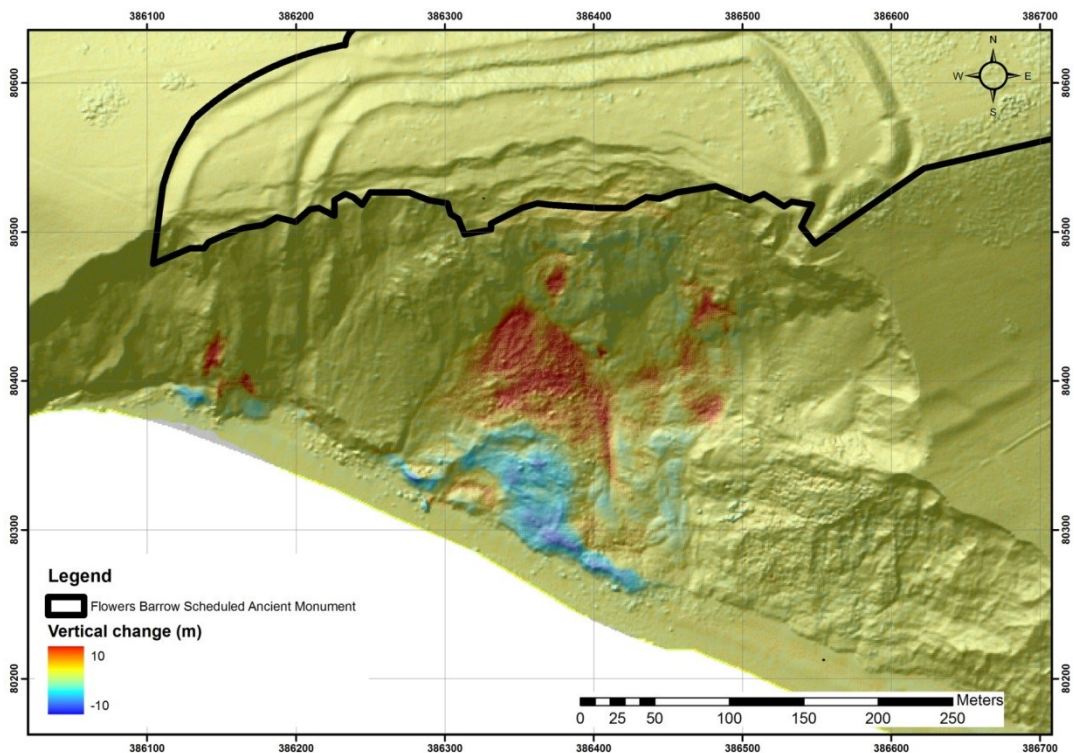 386100 386200 386300 386400 386500 386600 386700
N
W E
S
80600 80600
80500 80500
80400 80400
80300 80300
80200 80200
Legend
Flowers Barrow Scheduled Ancient Monument
Vertical change (m)
10
-10
Meters
0 25 50 100 150 200 250
386100 386200 386300 386400 386500 386600 386700